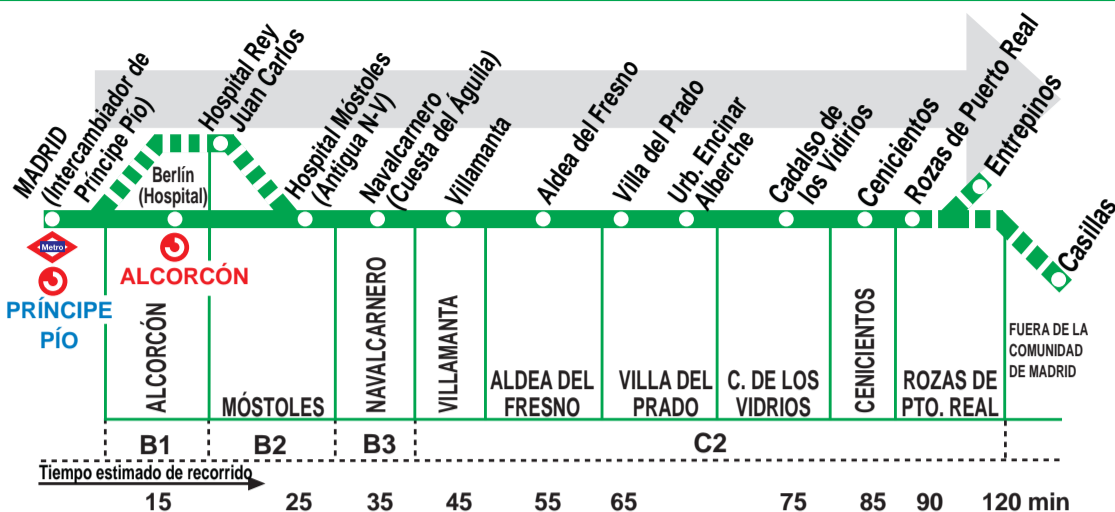 MADRID
(Intercambiador de
Príncipe Pío)
Berlín
(Hospital)
Hospital Rey
Juan Carlos
Hospital Móstoles
(Antigua N-V)
Navalcarnero
(Cuesta del Águila)
Villamanta
Aldea del Fresno
Villa del Prado
Urb. Encinar
Alberche
Cadalso de
los Vidirios
Cenicientos
Rozas de Puerto Real
Entrepinos
Casillas
Metro
PRÍNCIPE
PÍO
ALCORCÓN
ALCORCÓN
MÓSTOLES
NAVALCARNERO
VILLAMANTA
ALDEA DEL
FRESNO
VILLA DEL
PRADO
C. DE LOS
VIDRIOS
CENICIENTOS
ROZAS DE
PTO. REAL
FUERA DE LA
COMUNIDAD
DE MADRID
B1 B2 B3 C2
Tiempo estimado de recorrido
15 25 35 45 55 65 75 85 90 120 min